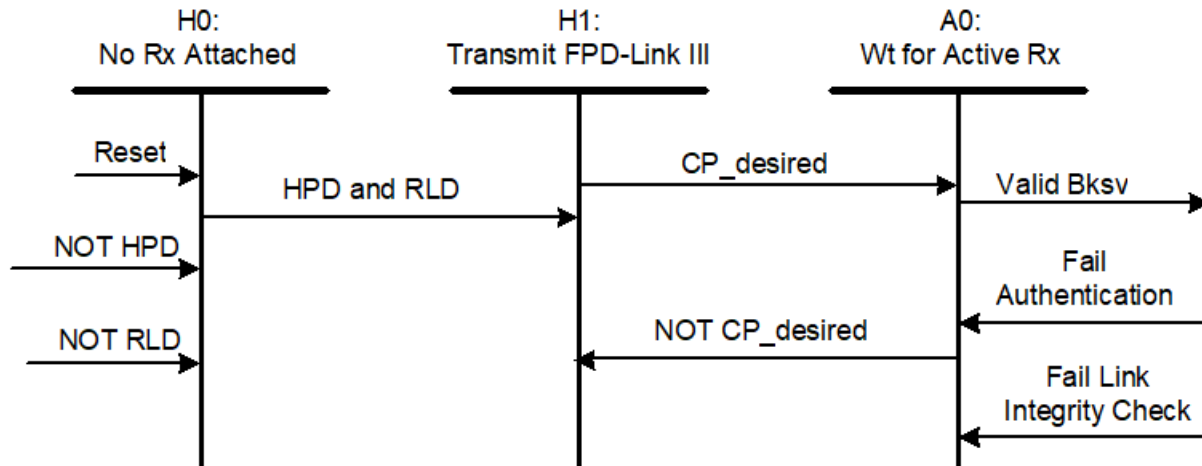 H0:
No Rx Attached
H1:
Transmit FPD-Link III
A0:
Wt for Active Rx
Reset
HPD and RLD
CP_desired
Valid Bksv
NOT HPD
Fail
Authentication
NOT RLD
NOT CP_desired
Fail Link
Integrity Check